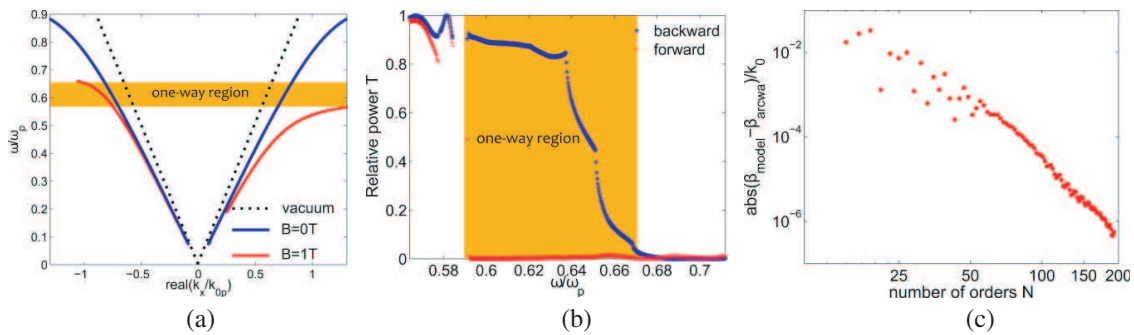 0.9
0.8
0.7
0.6
0.5
0.4
0.3
0.2
0.1
0
ω/ω_p
one-way region
vacuum
B=0T
B=1T
-1 -0.5 0 0.5 1
real(k_x/k_0p)
(a)
1
0.8
0.6
0.4
0.2
0
Relative power T
backward
forward
one-way region
0.58 0.6 0.62 0.64 0.66 0.68 0.7
ω/ω_p
(b)
10^-2
10^-4
10^-6
abs(β_model-β_arcwa)/k_0
25 50 100 150 200
number of orders N
(c)